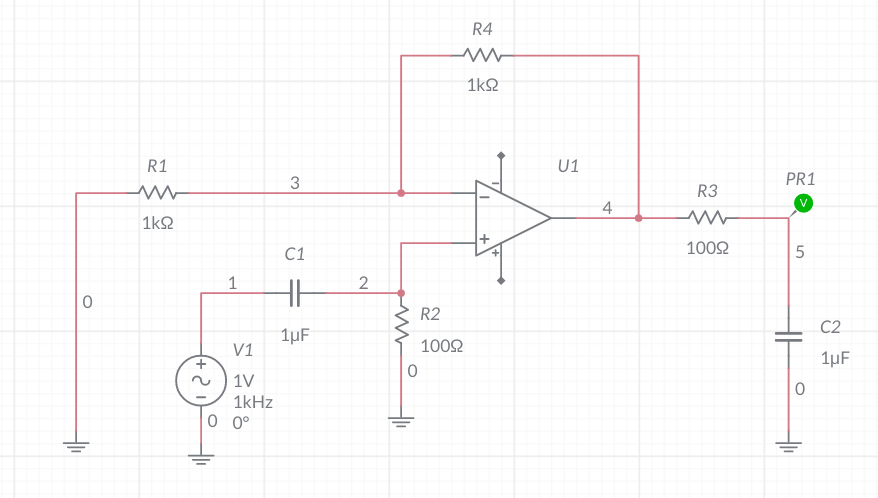 R4
1kΩ
R1
1kΩ
3
U1
−
+
−
+
4
R3
100Ω
PR1
V
5
C1
1
2
1µF
0
R2
100Ω
0
V1
1V
1kHz
0°
+
−
0
C2
1µF
0